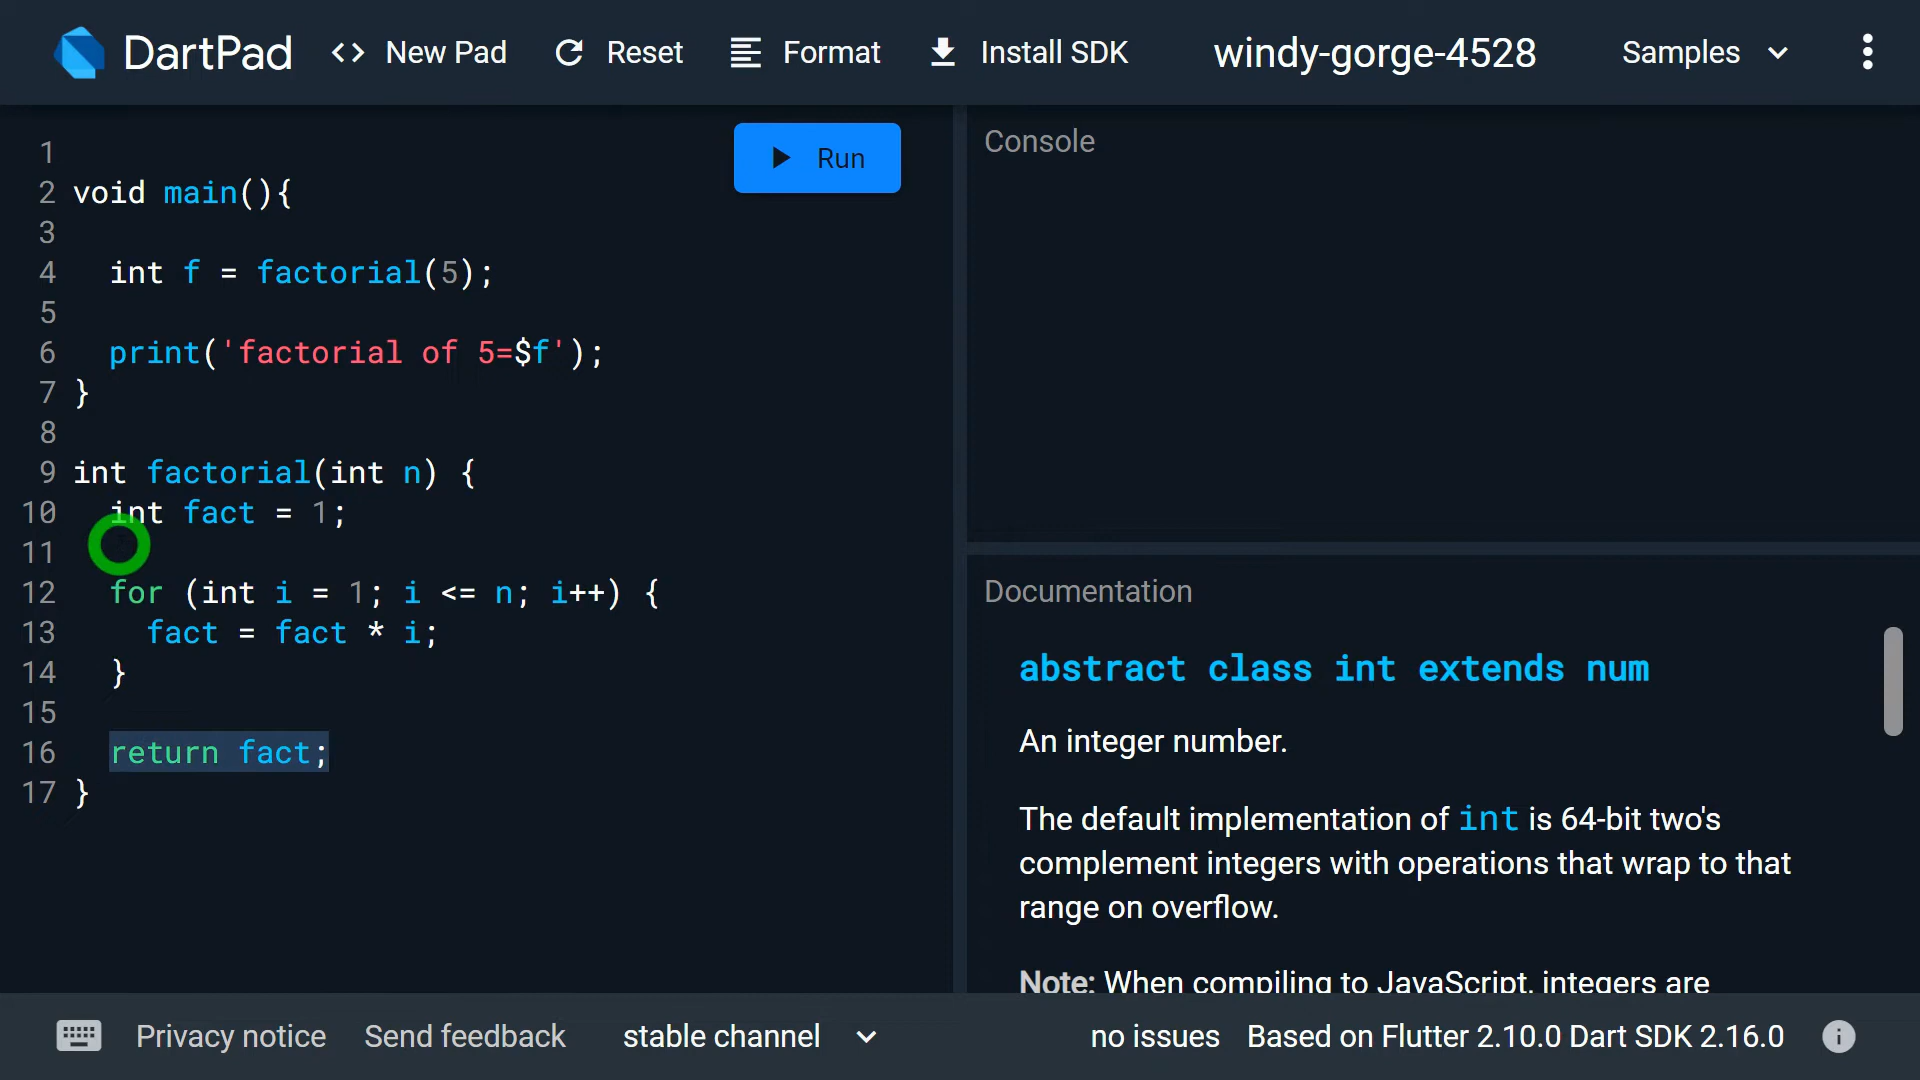 DartPad <> New Pad Reset Format Install SDK windy-gorge-4528 Samples
Run
1
2 void main(){
3
4 int f = factorial(5);
5
6 print('factorial of 5=$f');
7 }
8
9 int factorial(int n) {
10 int fact = 1;
11
12 for (int i = 1; i <= n; i++) {
13 fact = fact * i;
14 }
15
16 return fact;
17 }
Console
Documentation
abstract class int extends num
An integer number.
The default implementation of int is 64-bit two's
complement integers with operations that wrap to that
range on overflow.
Note: When compiling to JavaScript, integers are
Privacy notice Send feedback stable channel no issues Based on Flutter 2.10.0 Dart SDK 2.16.0